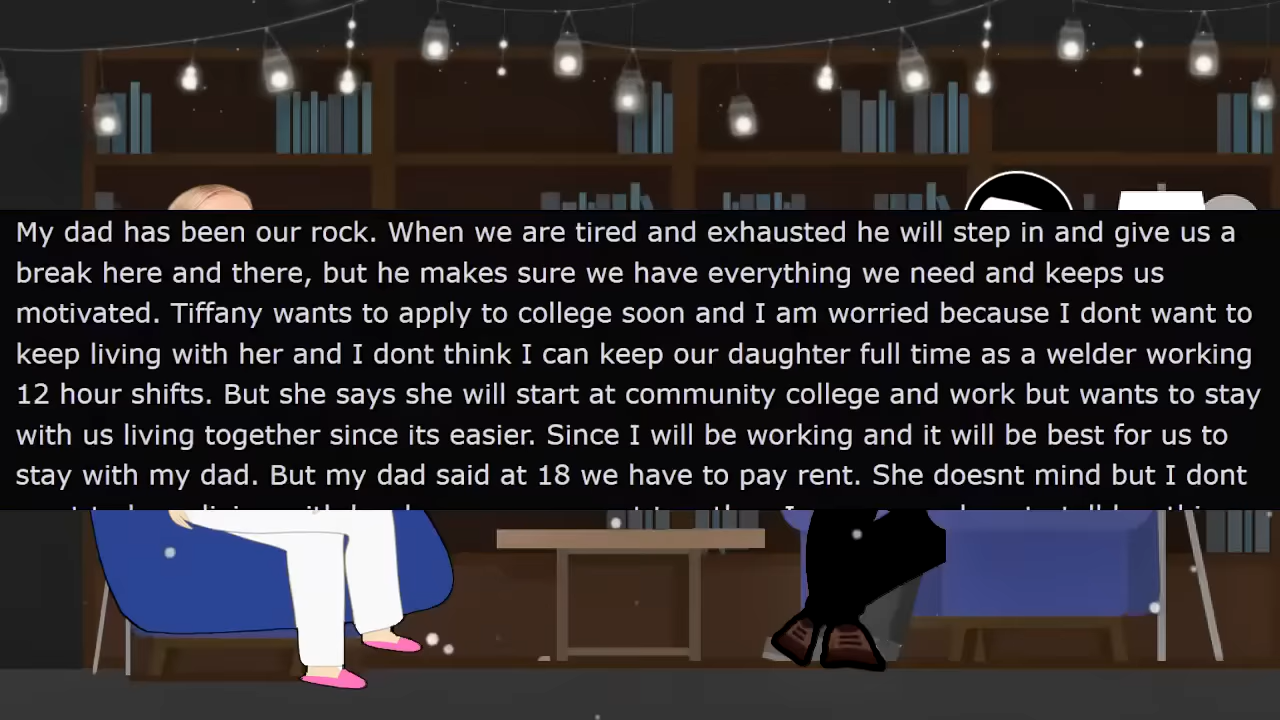 My dad has been our rock. When we are tired and exhausted he will step in and give us a
break here and there, but he makes sure we have everything we need and keeps us
motivated. Tiffany wants to apply to college soon and I am worried because I dont want to
keep living with her and I dont think I can keep our daughter full time as a welder working
12 hour shifts. But she says she will start at community college and work but wants to stay
with us living together since its easier. Since I will be working and it will be best for us to
stay with my dad. But my dad said at 18 we have to pay rent. She doesnt mind but I dont